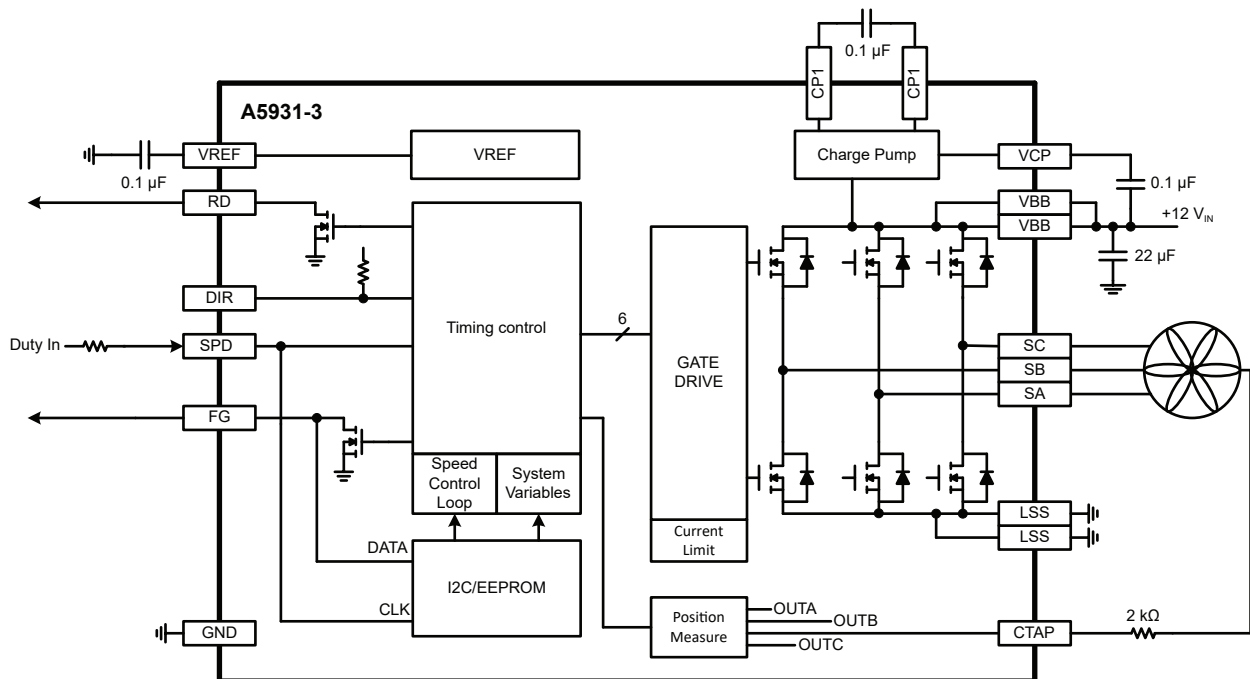 0.1 µF
CP1
CP1
A5931-3
VREF
VREF
0.1 µF
Charge Pump
VCP
0.1 µF
RD
VBB
VBB
+12 VIN
22 µF
DIR
Timing control
6
GATE
DRIVE
Duty In
SPD
SC
SB
SA
FG
Speed
Control
Loop
System
Variables
Current
Limit
LSS
LSS
DATA
I2C/EEPROM
CLK
Position
Measure
OUTA
OUTB
OUTC
GND
CTAP
2 kΩ